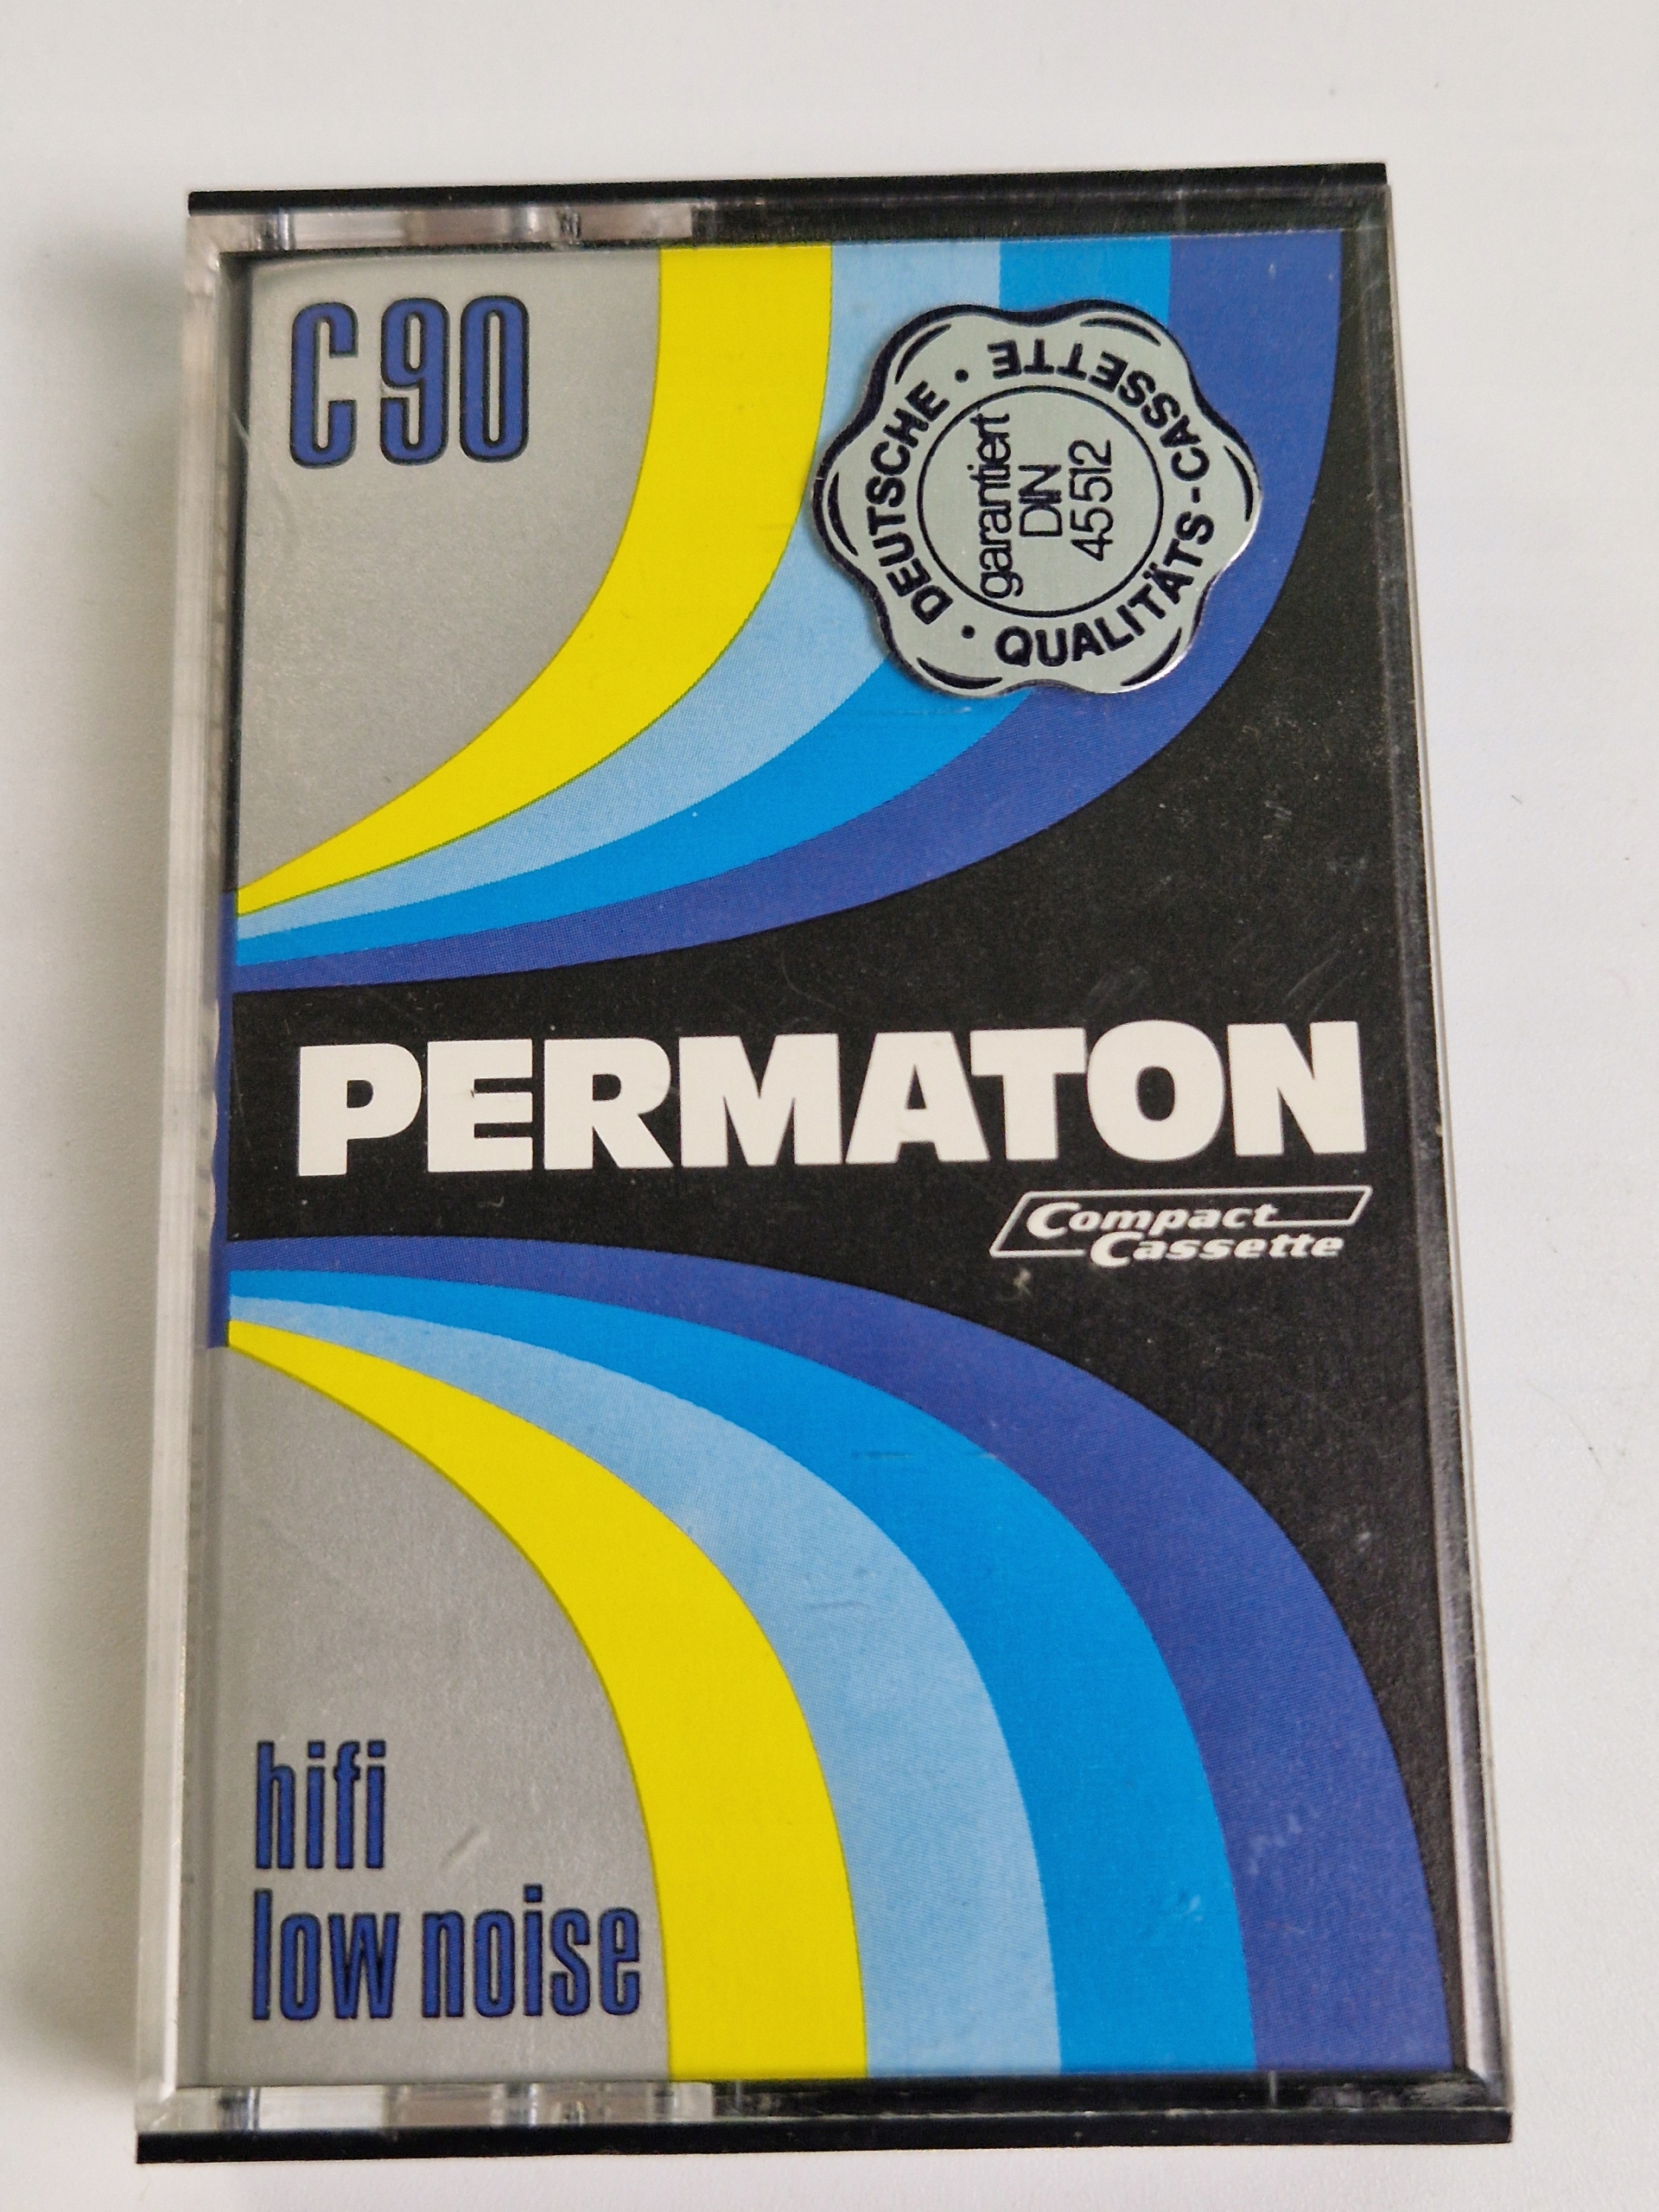 C90
DEUTSCHE • QUALITÄTS-CASSETTE •
garantiert
DIN
45512
PERMATON
Compact
Cassette
hifi
low noise